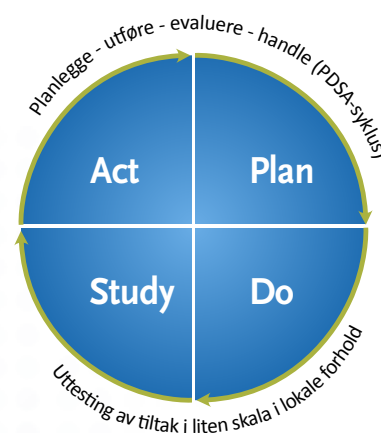 Planlegge - utføre - evaluere - handle (PDSA-syklus)
Act
Plan
Study
Do
Uttesting av tiltak i liten skala i lokale forhold